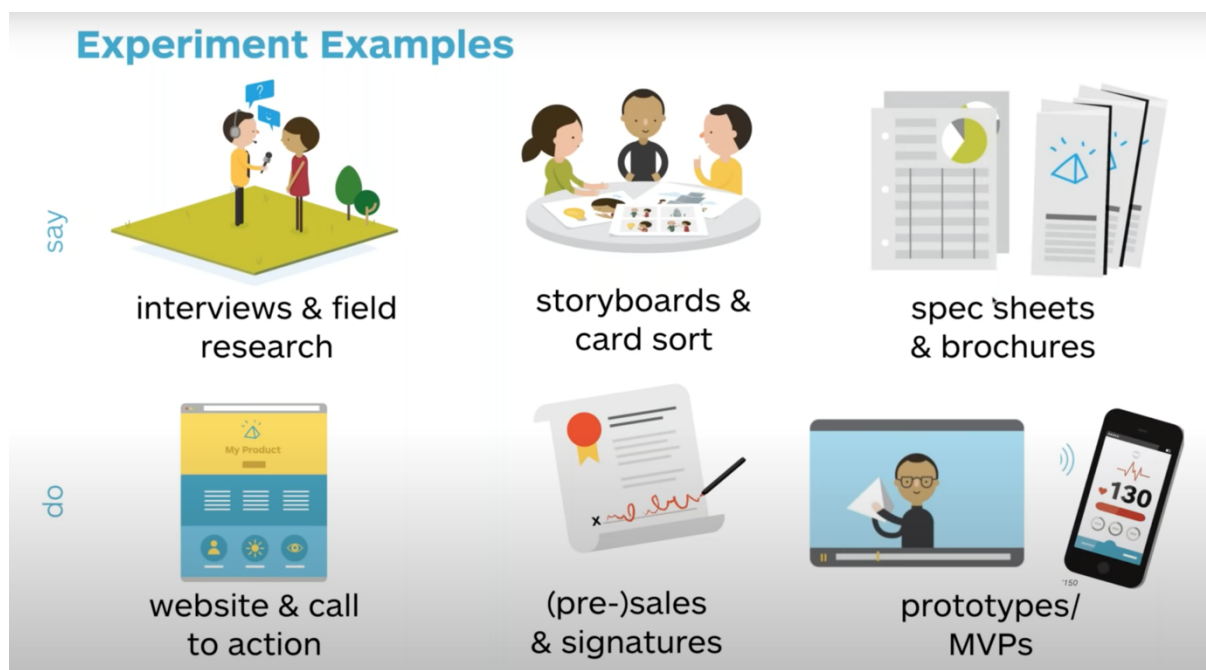 Experiment Examples
say
interviews & field
research
storyboards &
card sort
spec sheets
& brochures
do
My Product
website & call
to action
x
(pre-)sales
& signatures
130
'150
prototypes/
MVPs